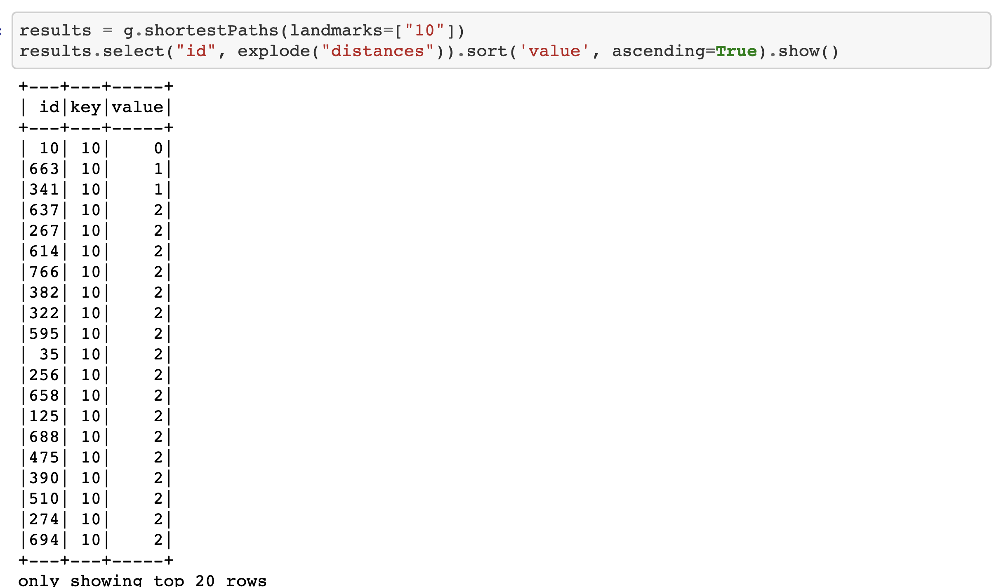 results = g.shortestPaths(landmarks=["10"])
results.select("id", explode("distances")).sort('value', ascending=True).show()
+---+---+-----+
| id|key|value|
+---+---+-----+
| 10| 10|    0|
|663| 10|    1|
|341| 10|    1|
|637| 10|    2|
|267| 10|    2|
|614| 10|    2|
|766| 10|    2|
|382| 10|    2|
|322| 10|    2|
|595| 10|    2|
| 35| 10|    2|
|256| 10|    2|
|658| 10|    2|
|125| 10|    2|
|688| 10|    2|
|475| 10|    2|
|390| 10|    2|
|510| 10|    2|
|274| 10|    2|
|694| 10|    2|
+---+---+-----+
only showing top 20 rows